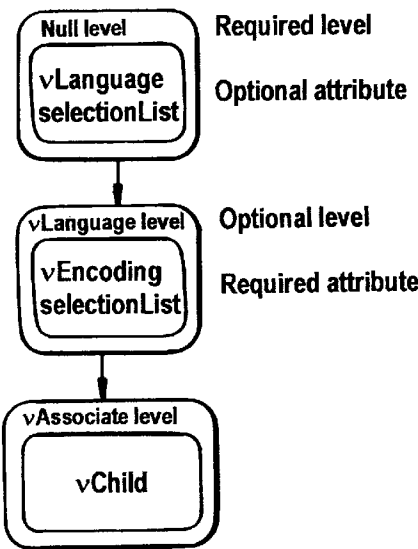 Null level
Required level
νLanguage
selectionList
Optional attribute
νLanguage level
Optional level
νEncoding
selectionList
Required attribute
νAssociate level
νChild